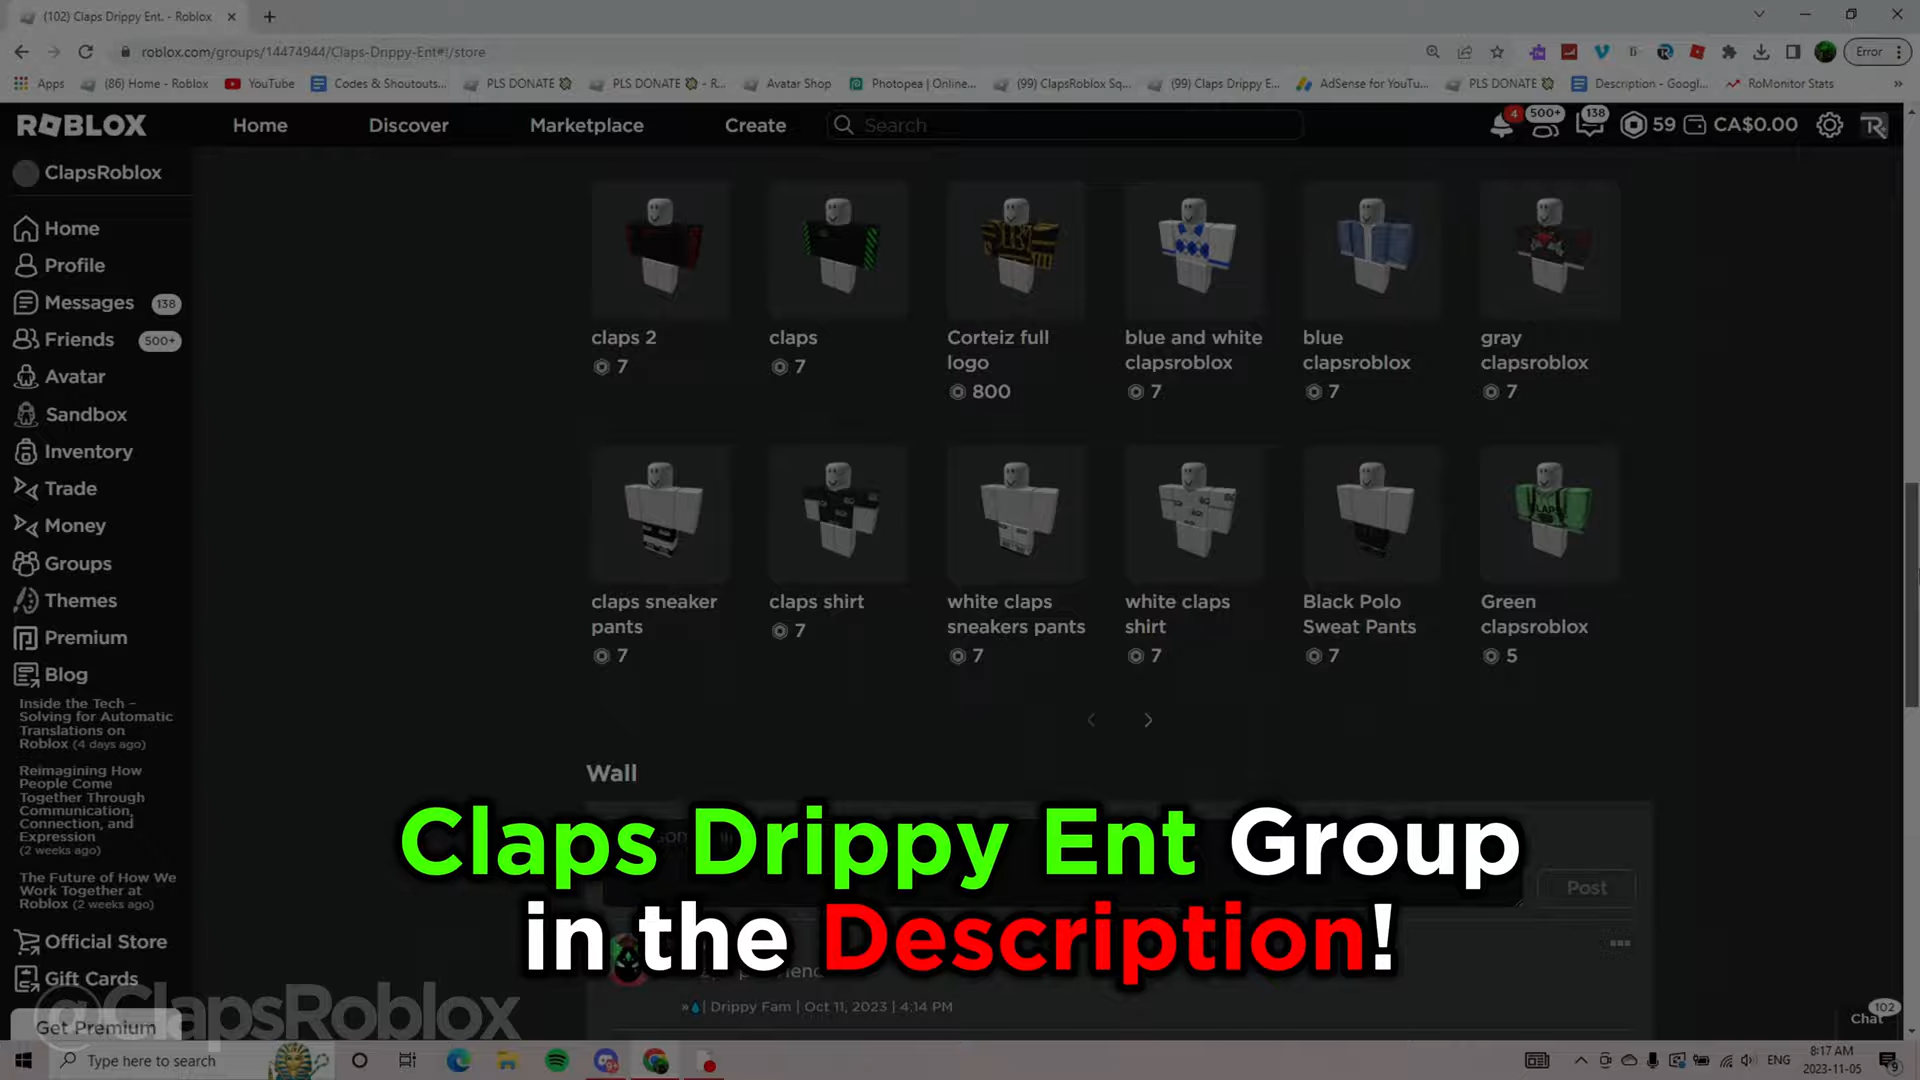 (102) Claps Drippy Ent. - Roblox
roblox.com/groups/14474944/Claps-Drippy-Ent#!/store
Error
Apps
(86) Home - Roblox
YouTube
Codes & Shoutouts...
PLS DONATE
PLS DONATE - R...
Avatar Shop
Photopea | Online...
(99) ClapsRoblox Sq...
(99) Claps Drippy E...
AdSense for YouTu...
PLS DONATE
Description - Googl...
RoMonitor Stats
»
ROBLOX
Home
Discover
Marketplace
Create
Search
4
500+
138
59
CA$0.00
ClapsRoblox
Home
Profile
Messages 138
Friends 500+
Avatar
Sandbox
Inventory
Trade
Money
Groups
Themes
Premium
Blog
Inside the Tech –
Solving for Automatic
Translations on
Roblox (4 days ago)
Reimagining How
People Come
Together Through
Communication,
Connection, and
Expression
(2 weeks ago)
The Future of How We
Work Together at
Roblox (2 weeks ago)
Official Store
Gift Cards
Get Premium
@ClapsRoblox
claps 2
7
claps
7
Corteiz full
logo
800
blue and white
clapsroblox
7
blue
clapsroblox
7
gray
clapsroblox
7
claps sneaker
pants
7
claps shirt
7
white claps
sneakers pants
7
white claps
shirt
7
Black Polo
Sweat Pants
7
Green
clapsroblox
5
Wall
Claps Drippy Ent Group
in the Description!
Post
»💧| Drippy Fam | Oct 11, 2023 | 4:14 PM
Chat
102
Type here to search
ENG
8:17 AM
2023-11-05
9